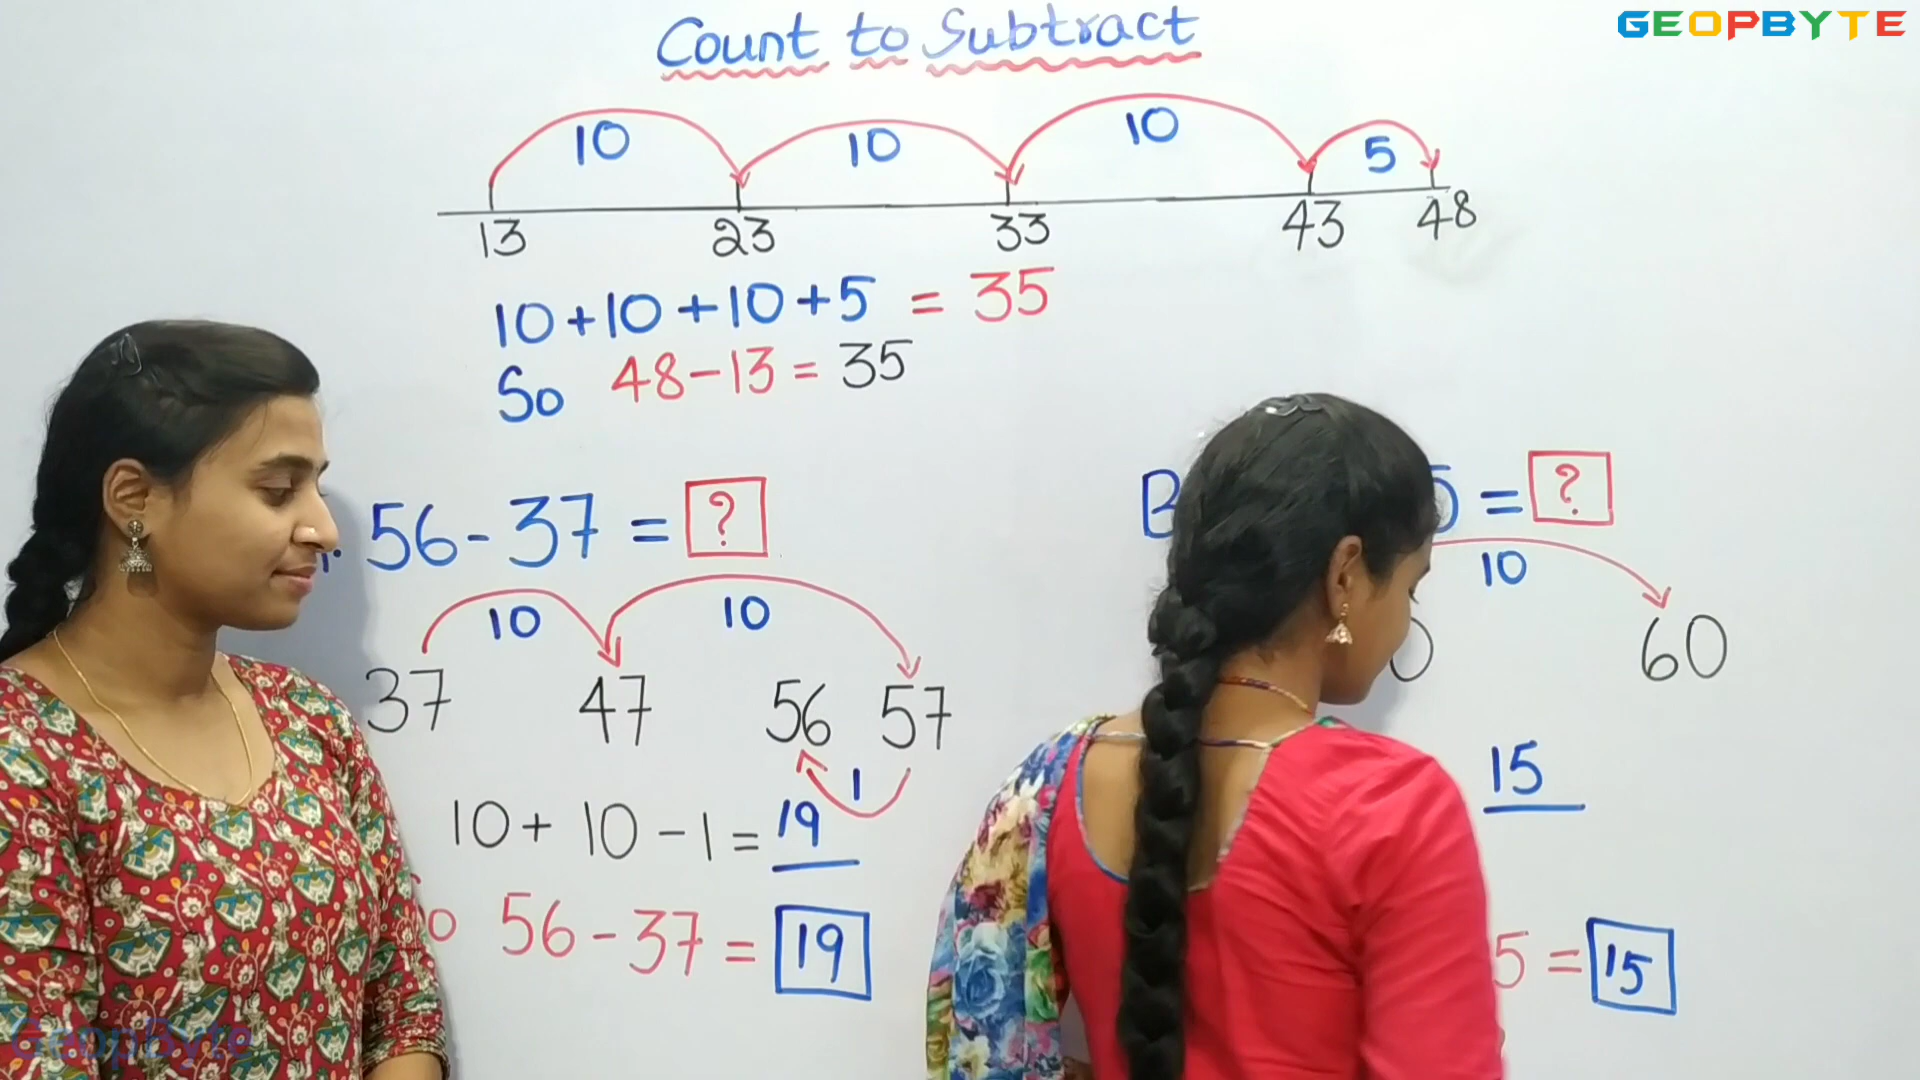 Count to Subtract
GEOPBYTE
10 10 10 5
13 23 33 43 48
10+10+10+5 = 35
So 48-13=35
56-37= ?
10 10
37 47 56 57
1
10+ 10-1= 19
56-37= 19
B = ?
10
60
15
5= 15
GeopByte